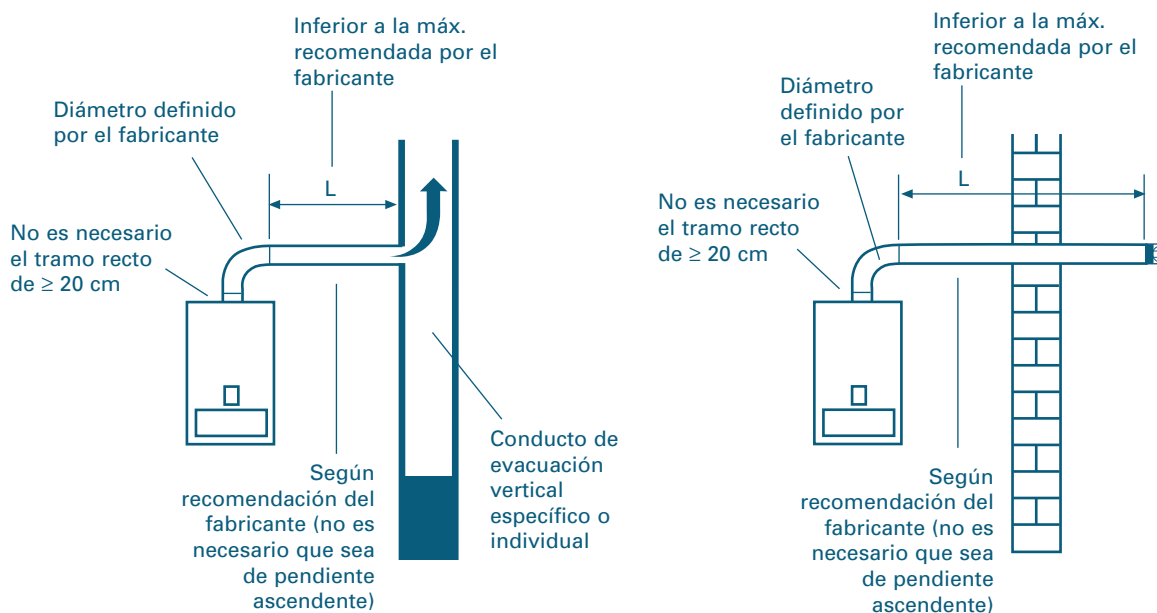 Inferior a la máx.
recomendada por el
fabricante
Diámetro definido
por el fabricante
L
No es necesario
el tramo recto
de ≥ 20 cm
Conducto de
evacuación
vertical
específico o
individual
Según
recomendación del
fabricante (no es
necesario que sea
de pendiente
ascendente)
Inferior a la máx.
recomendada por el
fabricante
Diámetro
definido por
el fabricante
L
No es necesario
el tramo recto
de ≥ 20 cm
Según
recomendación del
fabricante (no es
necesario que sea
de pendiente
ascendente)